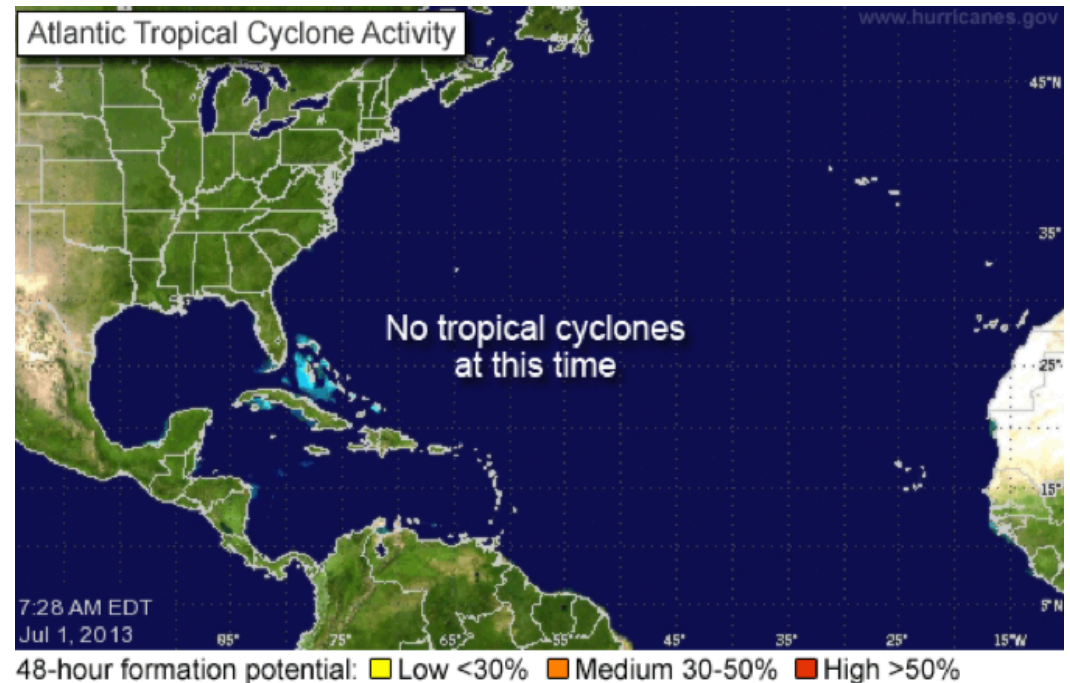 Atlantic Tropical Cyclone Activity
www.hurricanes.gov
45°N
35°
No tropical cyclones
at this time
25°
15°
5°N
7:28 AM EDT
Jul 1, 2013
85°
75°
65°
55°
45°
35°
25°
15°W
48-hour formation potential: Low <30% Medium 30-50% High >50%